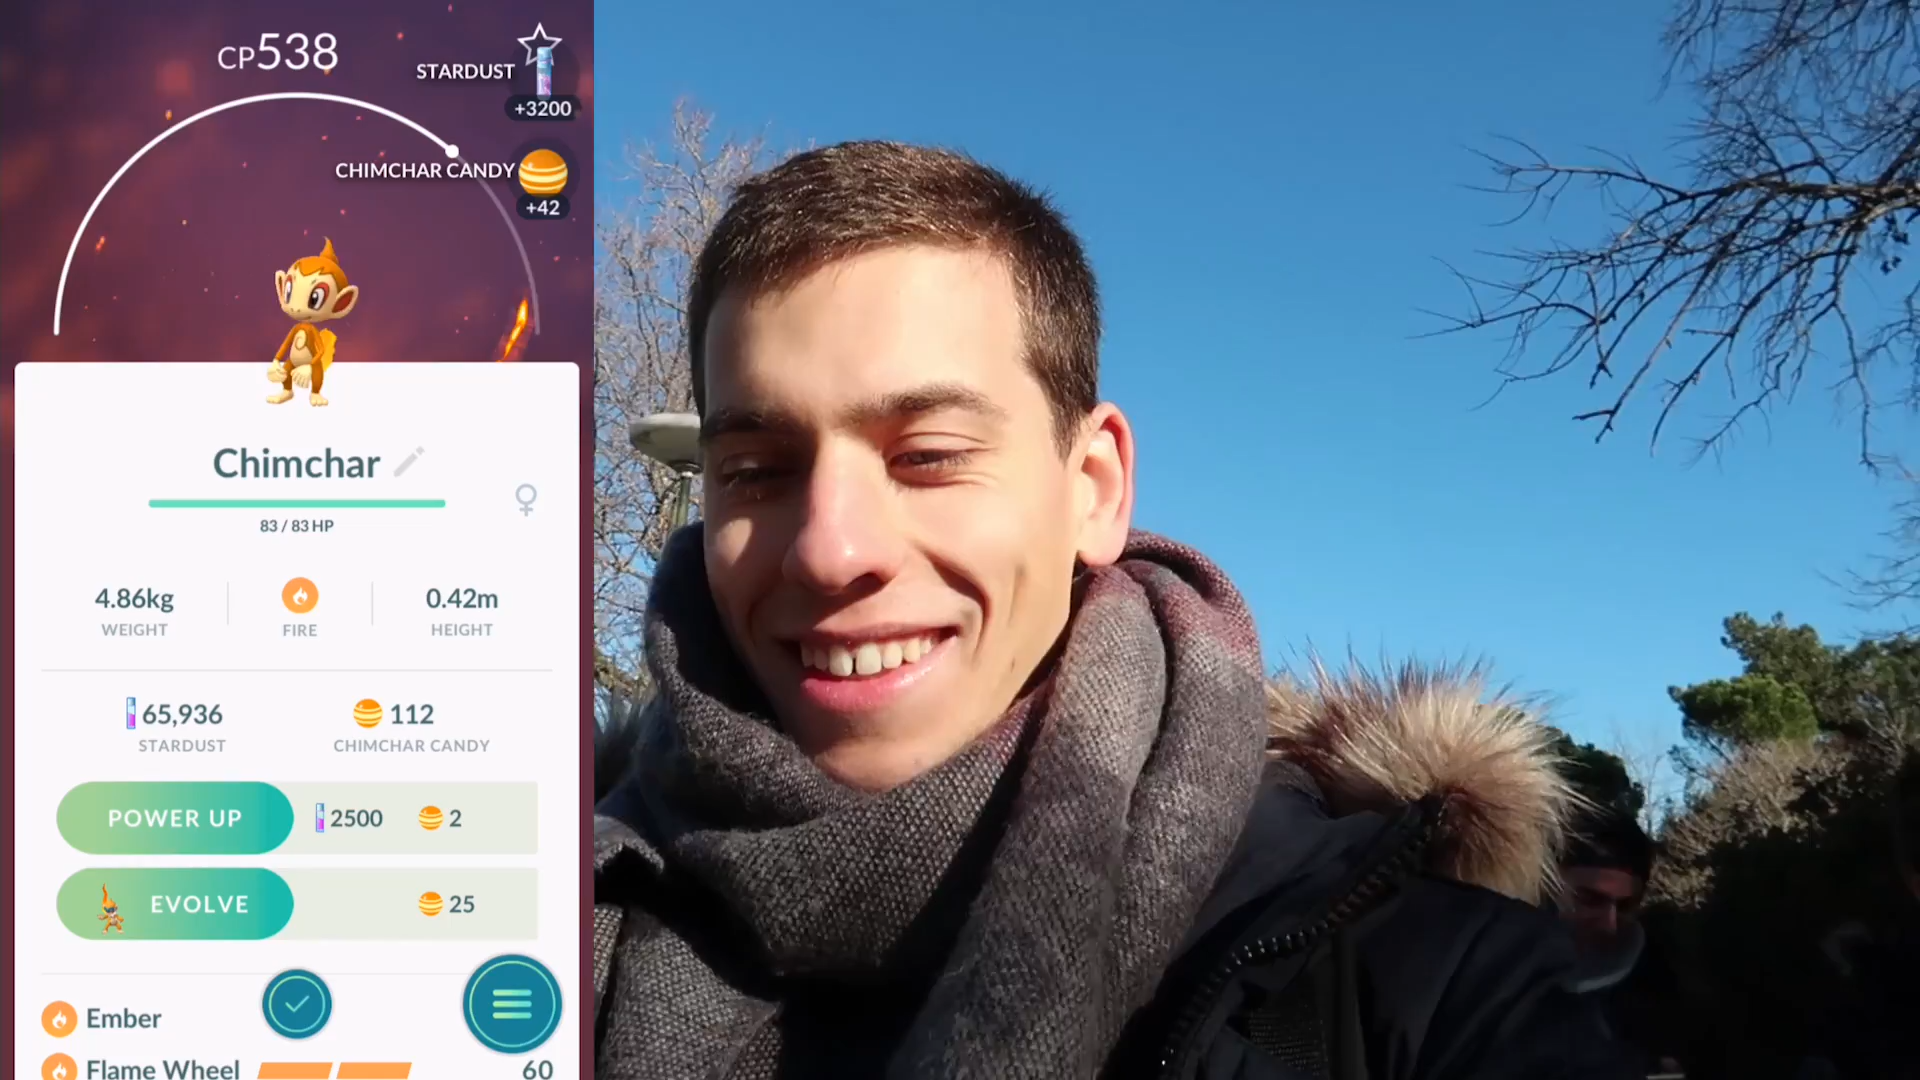 CP538
STARDUST
+3200
CHIMCHAR CANDY
+42
Chimchar
83 / 83 HP
4.86kg
WEIGHT
FIRE
0.42m
HEIGHT
65,936
STARDUST
112
CHIMCHAR CANDY
POWER UP 2500 2
EVOLVE 25
Ember
Flame Wheel 60